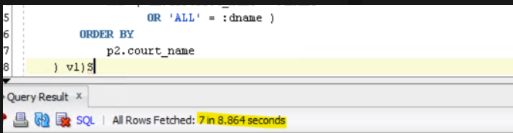 5 OR 'ALL' = :dname )
6 ORDER BY
7 p2.court_name
8 ) v1)S
Query Result x
SQL | All Rows Fetched: 7 in 8.864 seconds